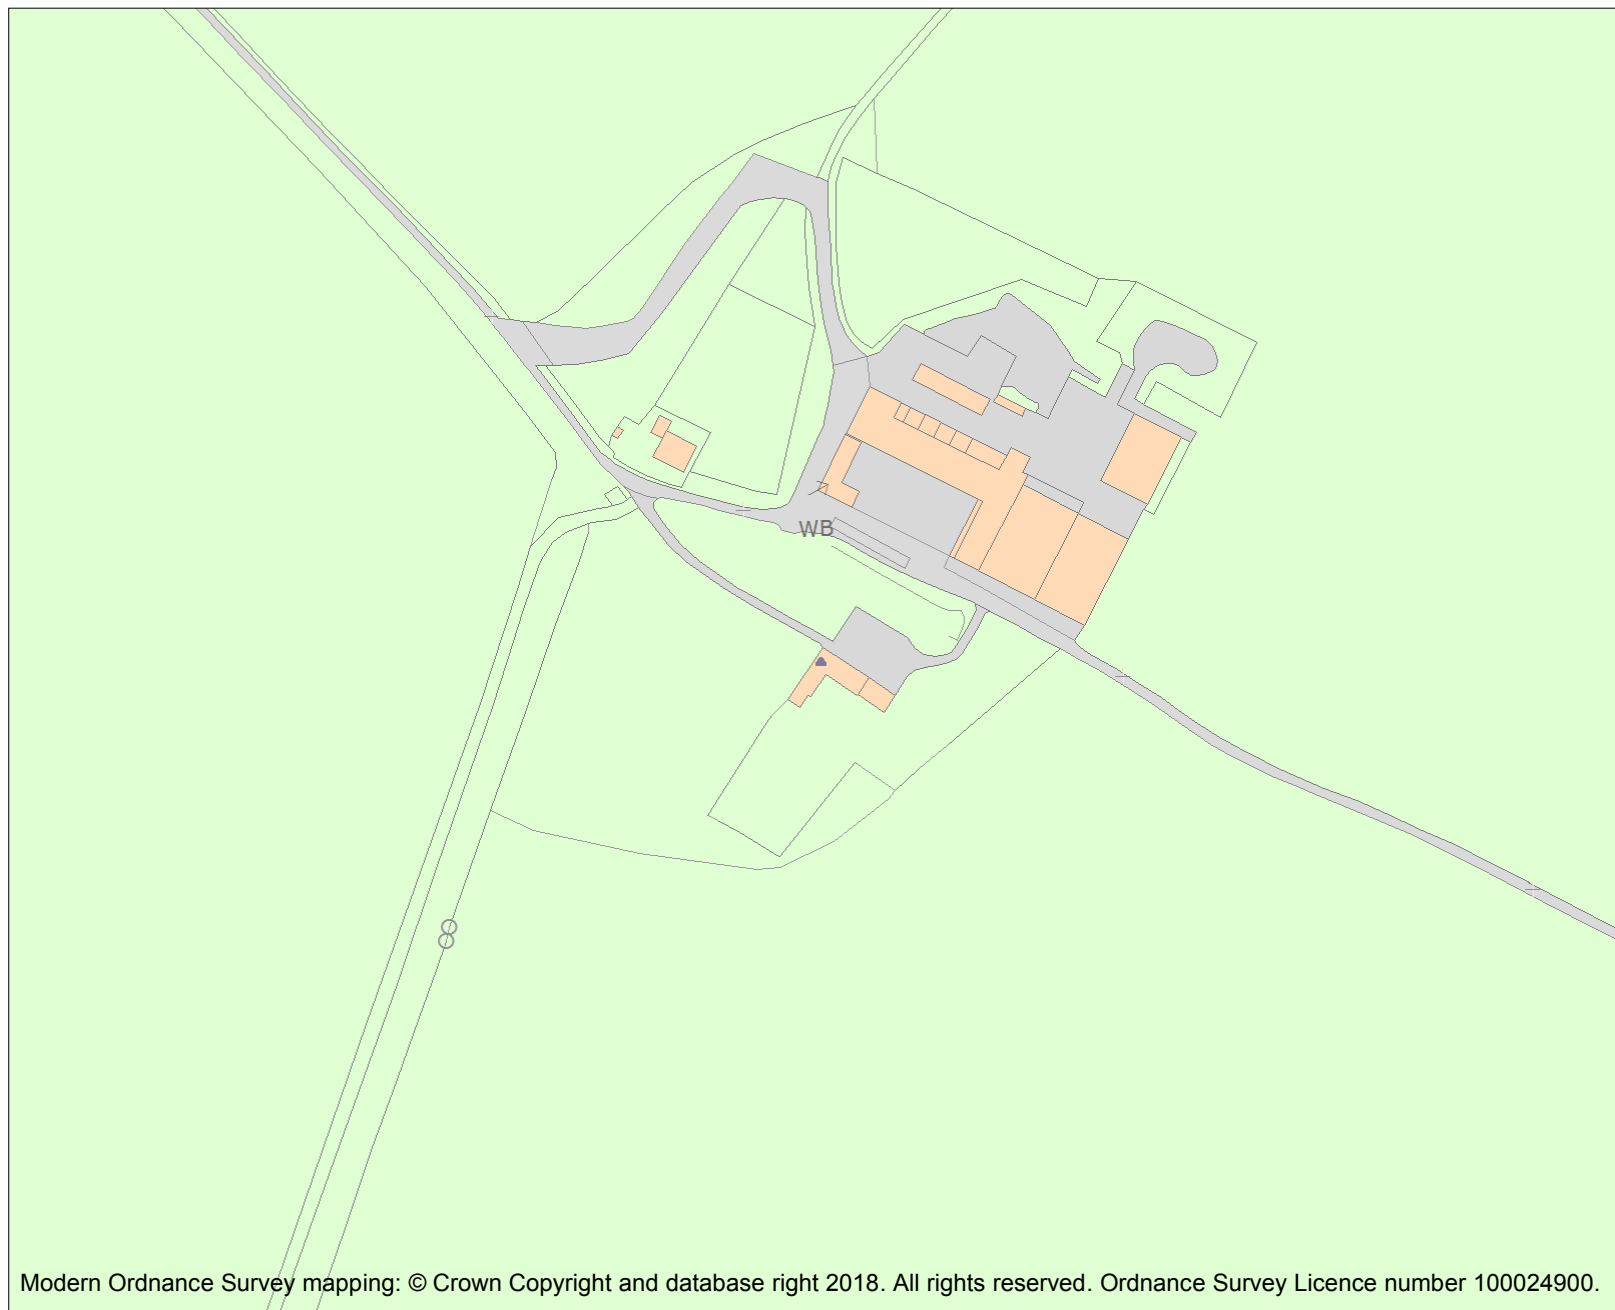 WB
Modern Ordnance Survey mapping: © Crown Copyright and database right 2018. All rights reserved. Ordnance Survey Licence number 100024900.